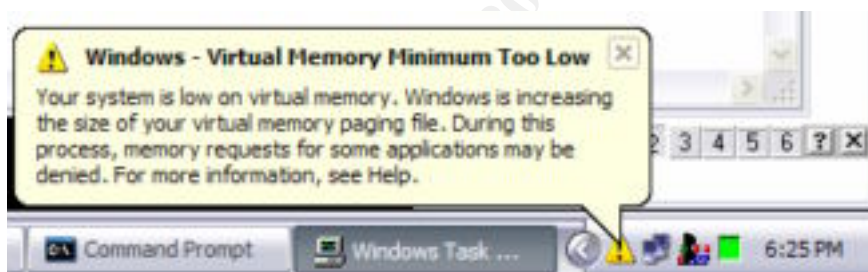 Windows - Virtual Memory Minimum Too Low
Your system is low on virtual memory. Windows is increasing
the size of your virtual memory paging file. During this
process, memory requests for some applications may be
denied. For more information, see Help.
2 3 4 5 6 ? X
Command Prompt
Windows Task ...
6:25 PM